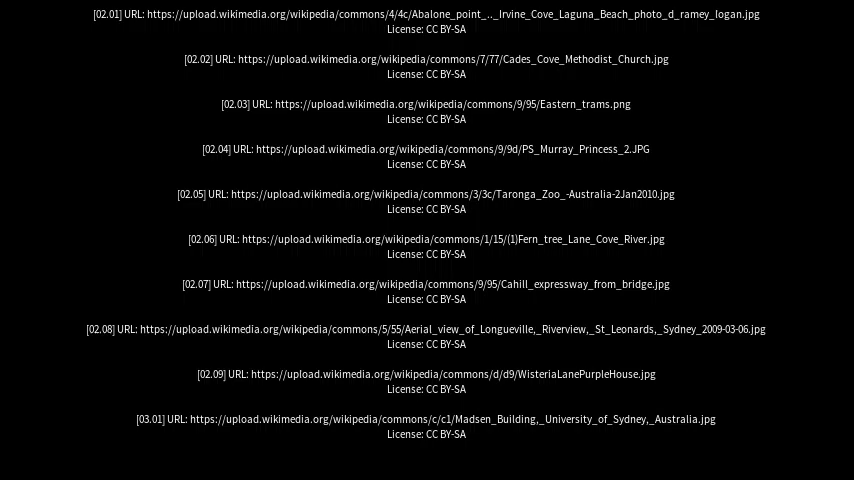 [02.01] URL: https://upload.wikimedia.org/wikipedia/commons/4/4c/Abalone_point_.._Irvine_Cove_Laguna_Beach_photo_d_ramey_logan.jpg
License: CC BY-SA
[02.02] URL: https://upload.wikimedia.org/wikipedia/commons/7/77/Cades_Cove_Methodist_Church.jpg
License: CC BY-SA
[02.03] URL: https://upload.wikimedia.org/wikipedia/commons/9/95/Eastern_trams.png
License: CC BY-SA
[02.04] URL: https://upload.wikimedia.org/wikipedia/commons/9/9d/PS_Murray_Princess_2.JPG
License: CC BY-SA
[02.05] URL: https://upload.wikimedia.org/wikipedia/commons/3/3c/Taronga_Zoo_-Australia-2Jan2010.jpg
License: CC BY-SA
[02.06] URL: https://upload.wikimedia.org/wikipedia/commons/1/15/(1)Fern_tree_Lane_Cove_River.jpg
License: CC BY-SA
[02.07] URL: https://upload.wikimedia.org/wikipedia/commons/9/95/Cahill_expressway_from_bridge.jpg
License: CC BY-SA
[02.08] URL: https://upload.wikimedia.org/wikipedia/commons/5/55/Aerial_view_of_Longueville,_Riverview,_St_Leonards,_Sydney_2009-03-06.jpg
License: CC BY-SA
[02.09] URL: https://upload.wikimedia.org/wikipedia/commons/d/d9/WisteriaLanePurpleHouse.jpg
License: CC BY-SA
[03.01] URL: https://upload.wikimedia.org/wikipedia/commons/c/c1/Madsen_Building,_University_of_Sydney,_Australia.jpg
License: CC BY-SA